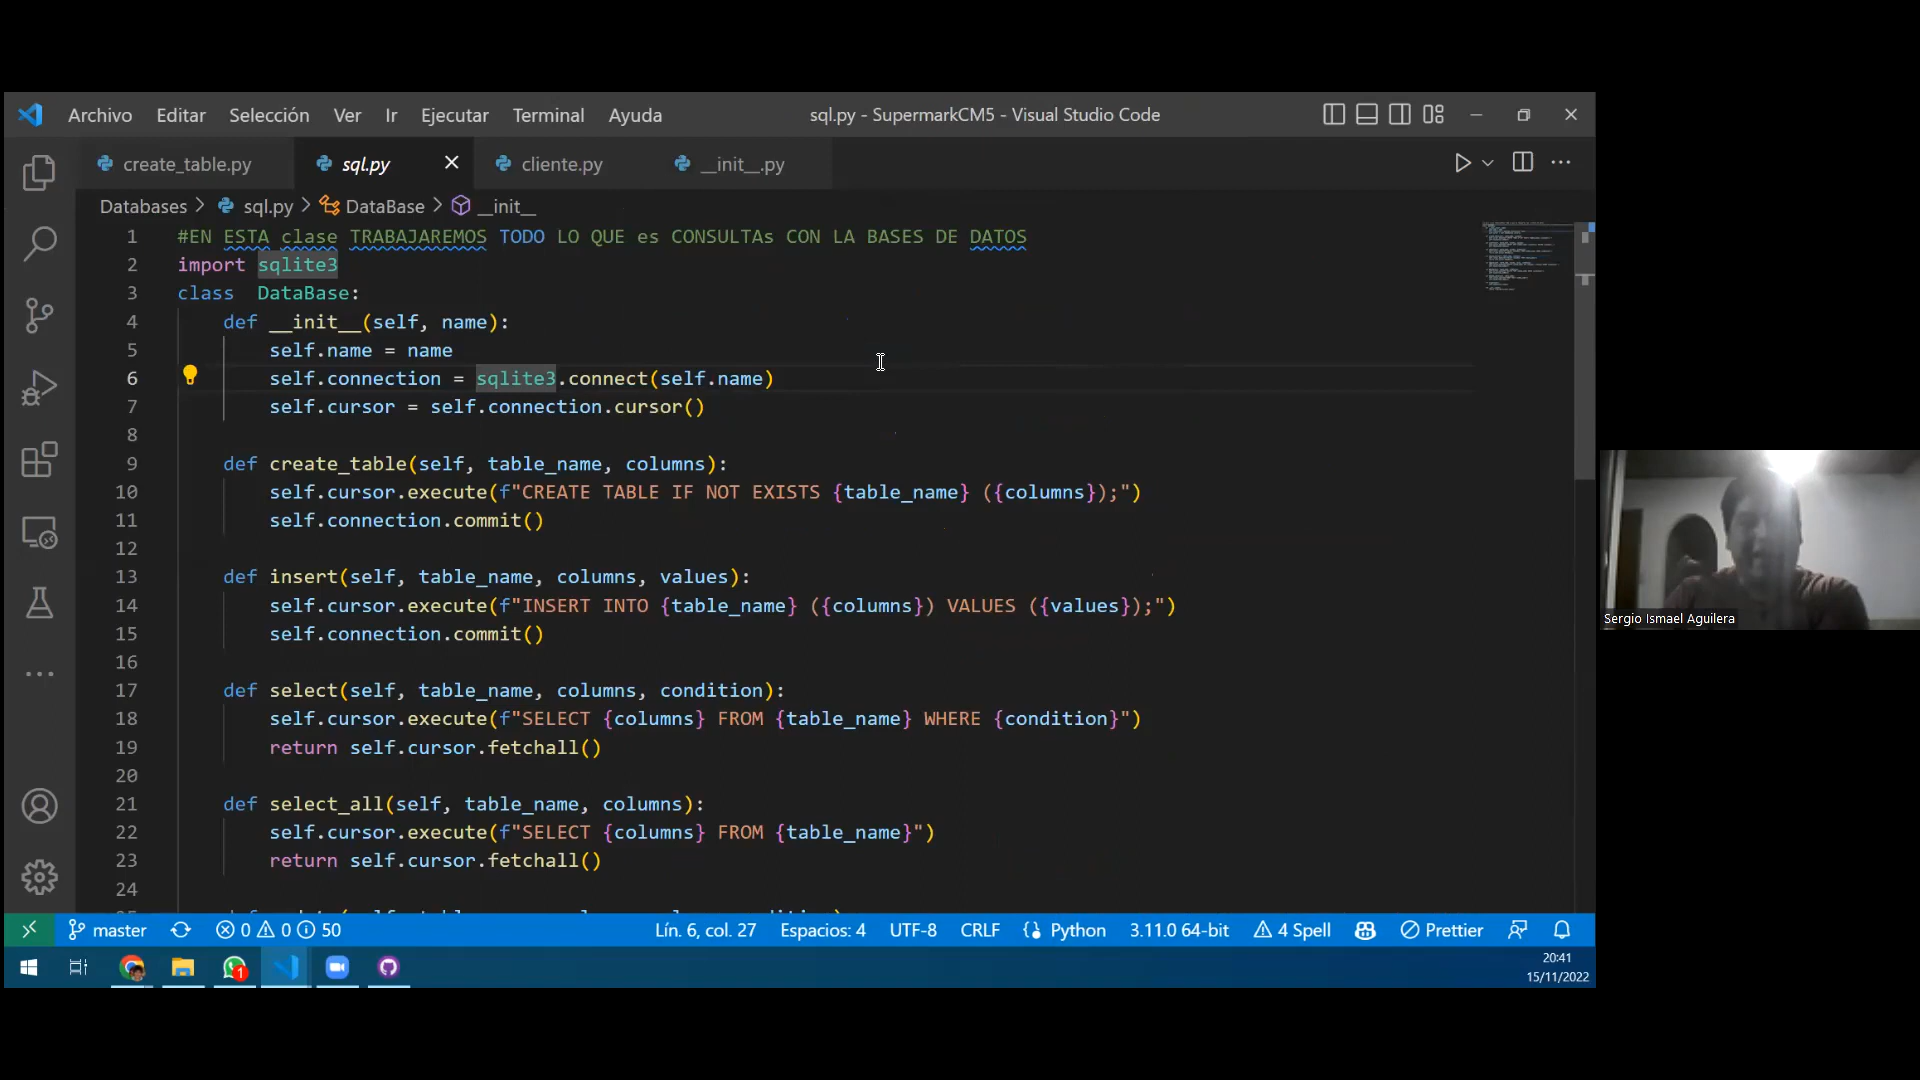 Archivo Editar Selección Ver Ir Ejecutar Terminal Ayuda sql.py - SupermarkCM5 - Visual Studio Code
create_table.py sql.py cliente.py __init__.py
Databases > sql.py > DataBase > __init__
1 #EN ESTA clase TRABAJAREMOS TODO LO QUE es CONSULTAs CON LA BASES DE DATOS
2 import sqlite3
3 class  DataBase:
4     def __init__(self, name):
5         self.name = name
6         self.connection = sqlite3.connect(self.name)
7         self.cursor = self.connection.cursor()
8
9     def create_table(self, table_name, columns):
10         self.cursor.execute(f"CREATE TABLE IF NOT EXISTS {table_name} ({columns});")
11         self.connection.commit()
12
13     def insert(self, table_name, columns, values):
14         self.cursor.execute(f"INSERT INTO {table_name} ({columns}) VALUES ({values});")
15         self.connection.commit()
16
17     def select(self, table_name, columns, condition):
18         self.cursor.execute(f"SELECT {columns} FROM {table_name} WHERE {condition}")
19         return self.cursor.fetchall()
20
21     def select_all(self, table_name, columns):
22         self.cursor.execute(f"SELECT {columns} FROM {table_name}")
23         return self.cursor.fetchall()
24
master 0 0 50 Lín. 6, col. 27 Espacios: 4 UTF-8 CRLF Python 3.11.0 64-bit 4 Spell Prettier
1
20:41
15/11/2022
Sergio Ismael Aguilera